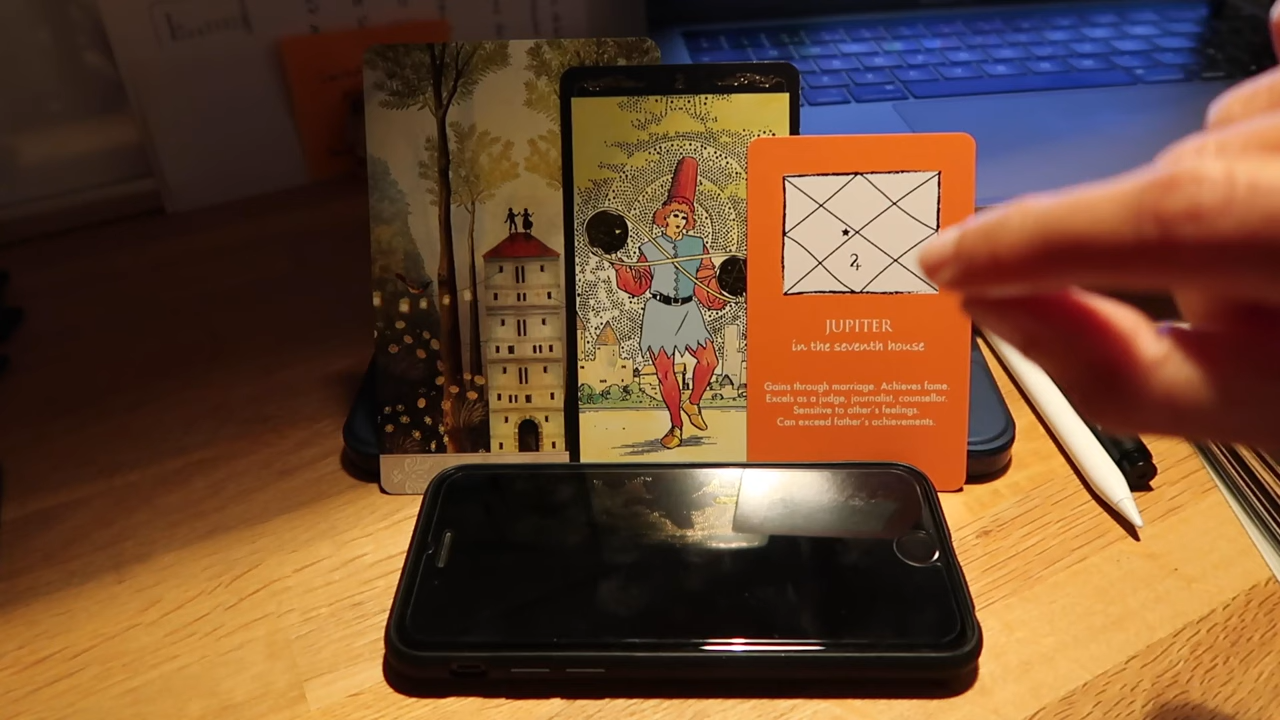 JUPITER
in the seventh house
Gains through marriage. Achieves fame.
Excels as a judge, journalist, counsellor.
Sensitive to other's feelings.
Can exceed father's achievements.